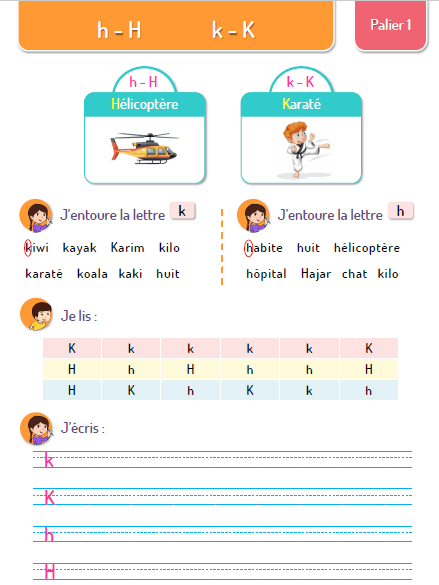 h - H k - K Palier 1
h - H k - K
Hélicoptère Karaté
J'entoure la lettre k
kiwi kayak Karim kilo
karaté koala kaki huit
J'entoure la lettre h
habite huit hélicoptère
hôpital Hajar chat kilo
Je lis :
K k k k k K
H h H h h H
H K h K k h
J'écris :
k
K
h
H